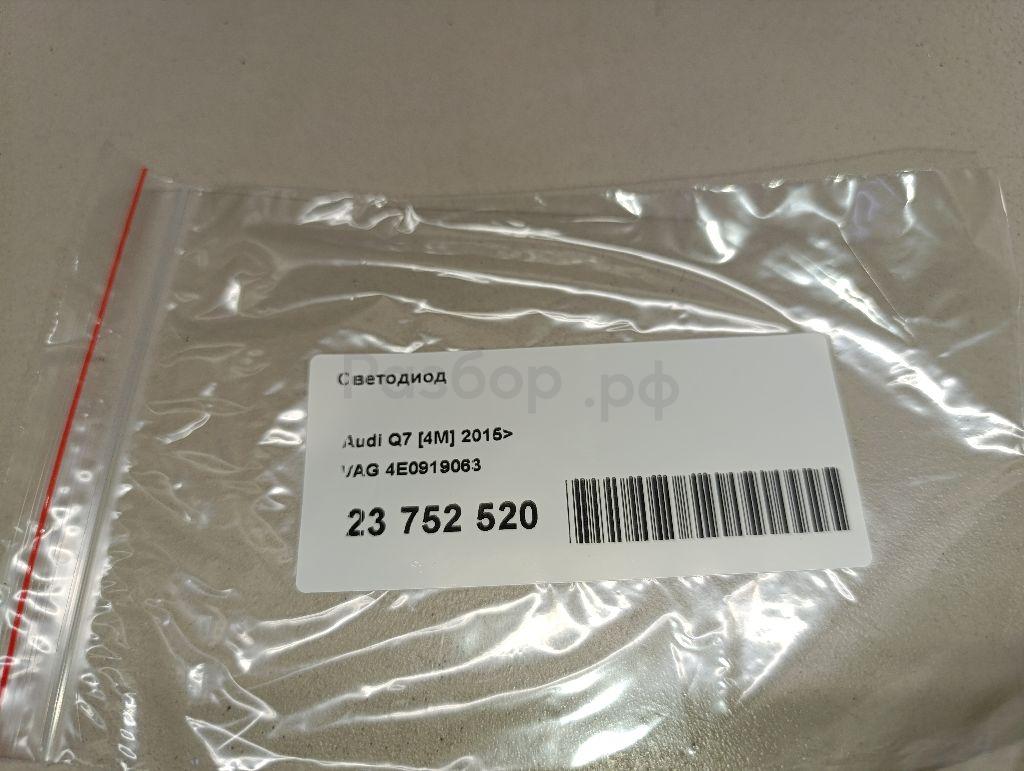 Светодиод
Разбор.рф
Audi Q7 [4M] 2015>
VAG 4E0919063
23 752 520